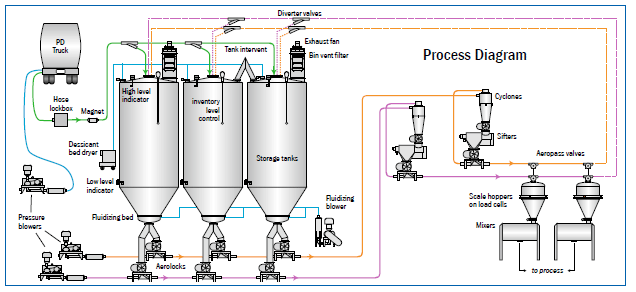 Diverter valves
PD
Truck
Exhaust fan
Tank intervent
Bin vent filter
Process Diagram
High level
indicator
inventory
level
control
Hose
lockbox
Magnet
Cyclones
Sifters
Dessicant
bed dryer
Storage tanks
Aeropass valves
Low level
indicator
Scale hoppers
on load cells
Fluidizing
blower
Pressure
blowers
Fluidizing bed
Mixers
Aerolocks
to process